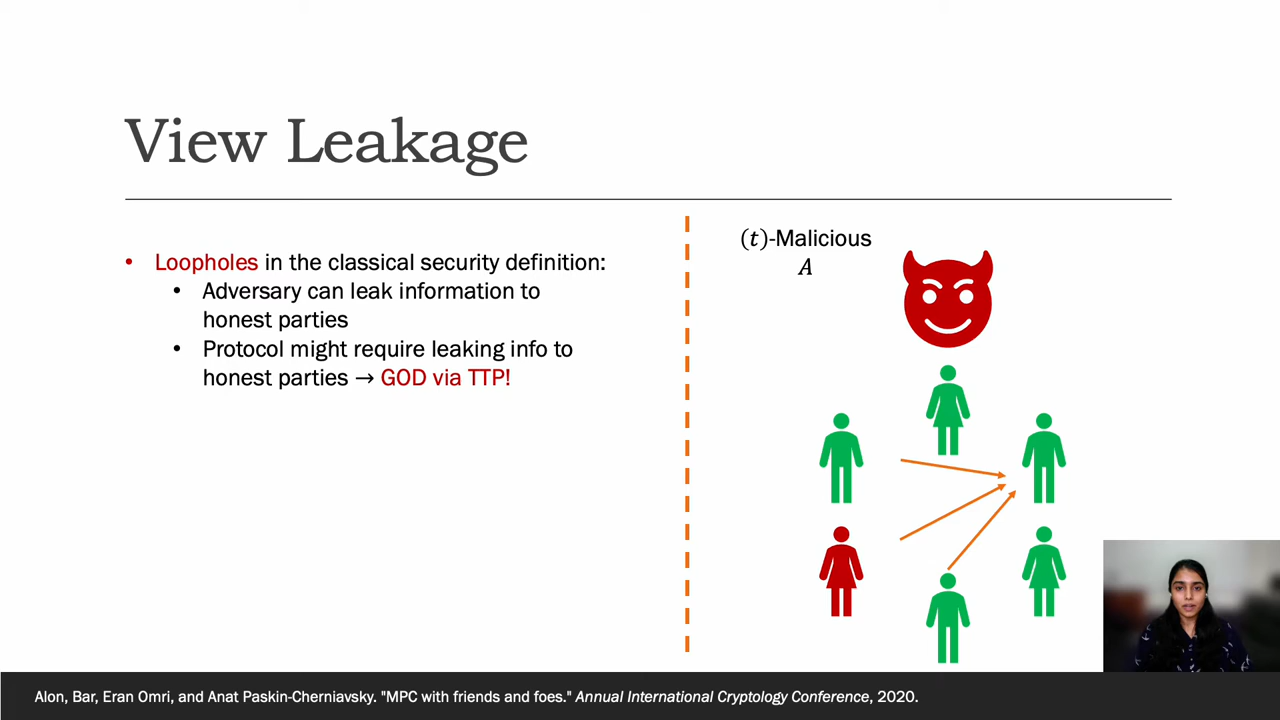 View Leakage
• Loopholes in the classical security definition:
• Adversary can leak information to
honest parties
• Protocol might require leaking info to
honest parties → GOD via TTP!
(t)-Malicious
A
Alon, Bar, Eran Omri, and Anat Paskin-Cherniavsky. "MPC with friends and foes." Annual International Cryptology Conference, 2020.